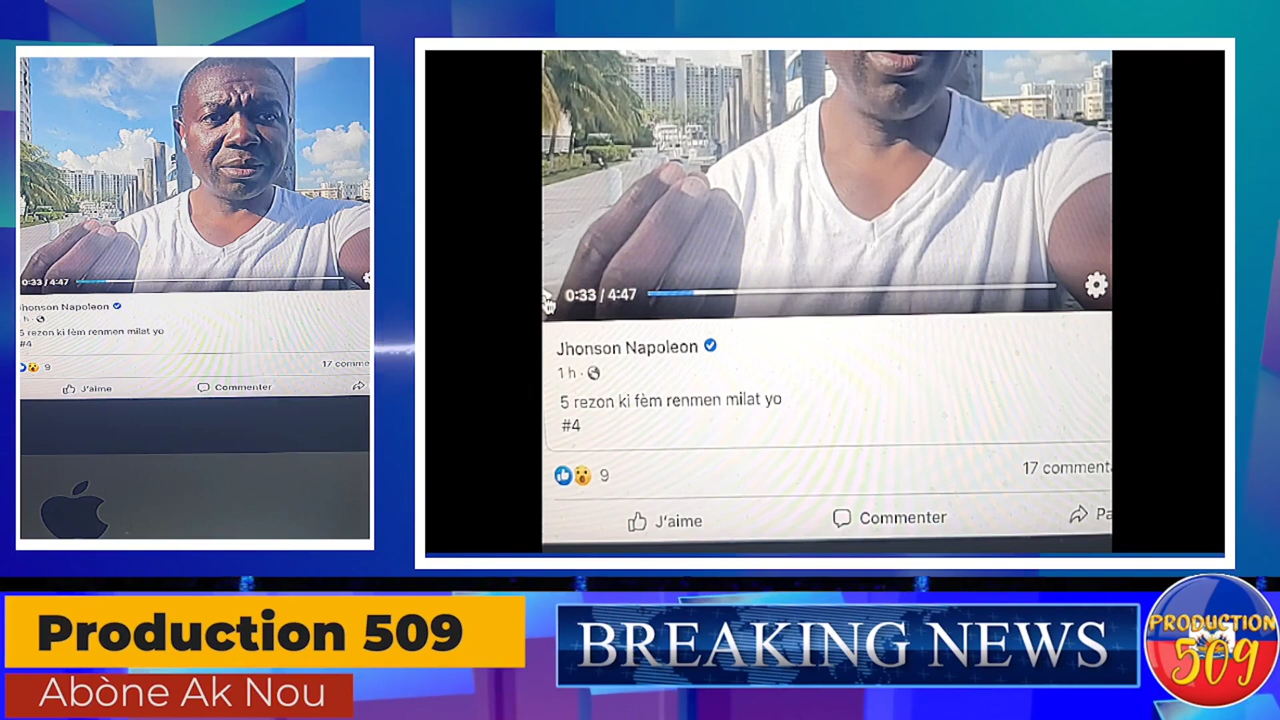 0:33 / 4:47
honson Napoleon
h ·
5 rezon ki fèm renmen milat yo
#4
9
17 comme
J'aime
Commenter
0:33 / 4:47
Jhonson Napoleon
1 h ·
5 rezon ki fèm renmen milat yo
#4
9
17 comment
J'aime
Commenter
Pa
Production 509
Abòne Ak Nou
BREAKING NEWS
PRODUCTION
509